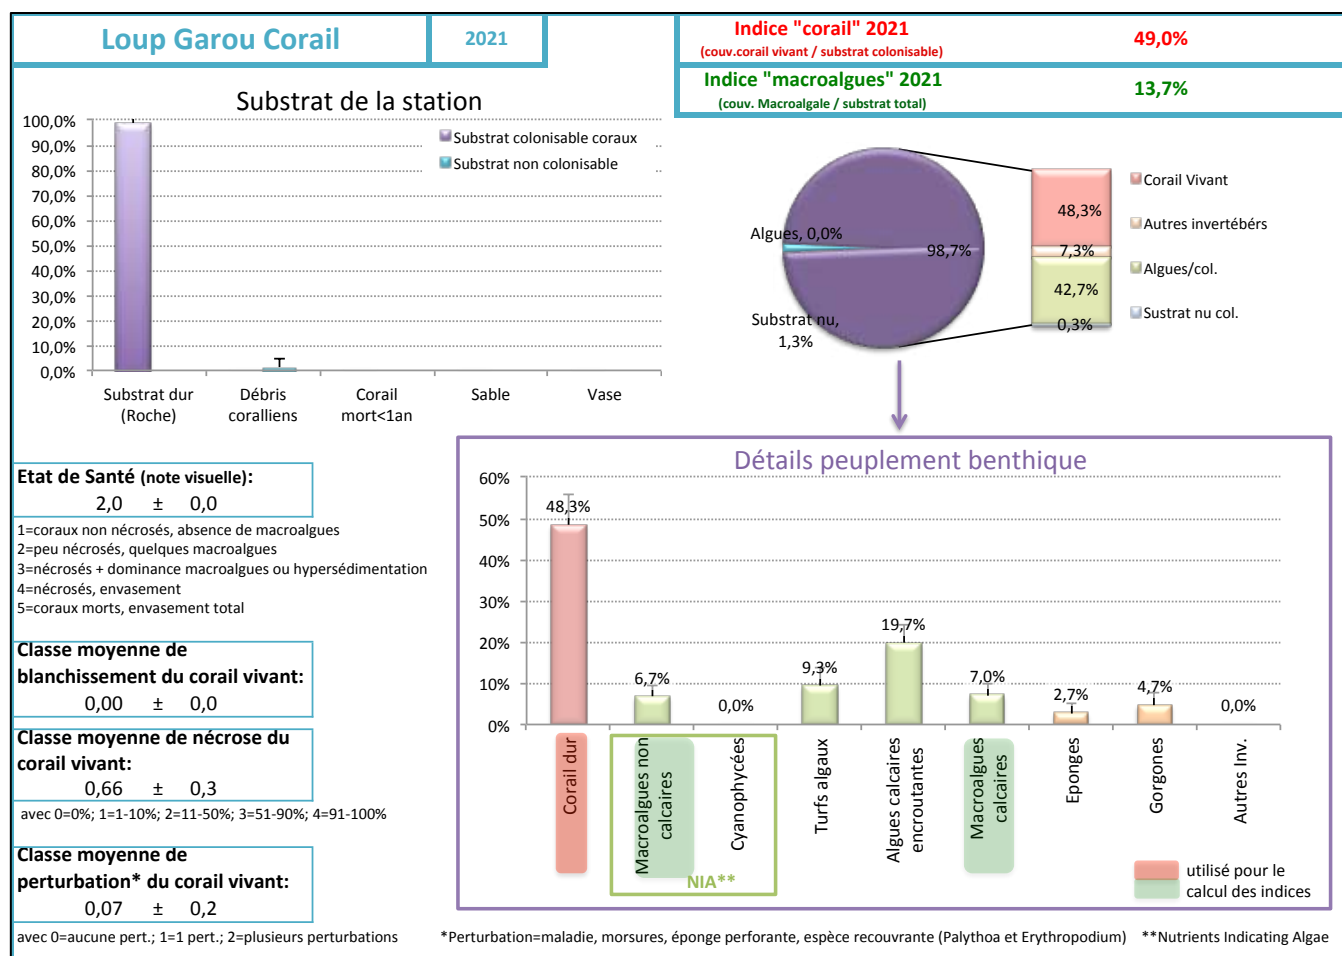 Loup Garou Corail
2021
Indice "corail" 2021
(couv.corail vivant / substrat colonisable)
49,0%
Indice "macroalgues" 2021
(couv. Macroalgale / substrat total)
13,7%
Substrat de la station
100,0%
90,0%
80,0%
70,0%
60,0%
50,0%
40,0%
30,0%
20,0%
10,0%
0,0%
Substrat colonisable coraux
Substrat non colonisable
Substrat dur
(Roche)
Débris
coralliens
Corail
mort<1an
Sable
Vase
Algues, 0,0%
98,7%
Substrat nu,
1,3%
48,3%
7,3%
42,7%
0,3%
Corail Vivant
Autres invertébérs
Algues/col.
Sustrat nu col.
Etat de Santé (note visuelle):
2,0 ± 0,0
1=coraux non nécrosés, absence de macroalgues
2=peu nécrosés, quelques macroalgues
3=nécrosés + dominance macroalgues ou hypersédimentation
4=nécrosés, envasement
5=coraux morts, envasement total
Classe moyenne de
blanchissement du corail vivant:
0,00 ± 0,0
Classe moyenne de nécrose du
corail vivant:
0,66 ± 0,3
avec 0=0%; 1=1-10%; 2=11-50%; 3=51-90%; 4=91-100%
Classe moyenne de
perturbation* du corail vivant:
0,07 ± 0,2
avec 0=aucune pert.; 1=1 pert.; 2=plusieurs perturbations
Détails peuplement benthique
60%
50%
40%
30%
20%
10%
0%
48,3%
6,7%
0,0%
9,3%
19,7%
7,0%
2,7%
4,7%
0,0%
Corail dur
Macroalgues non
calcaires
Cyanophycées
Turfs algaux
Algues calcaires
encroutantes
Macroalgues
calcaires
Eponges
Gorgones
Autres Inv.
NIA**
utilisé pour le
calcul des indices
*Perturbation=maladie, morsures, éponge perforante, espèce recouvrante (Palythoa et Erythropodium) **Nutrients Indicating Algae